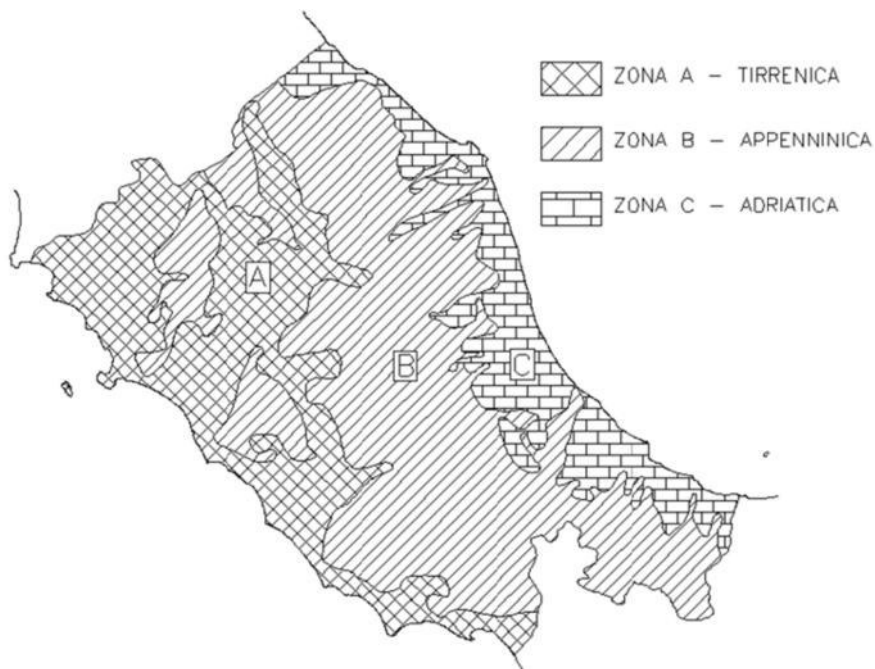 ZONA A – TIRRENICA
ZONA B – APPENNINICA
ZONA C – ADRIATICA
A
B
C